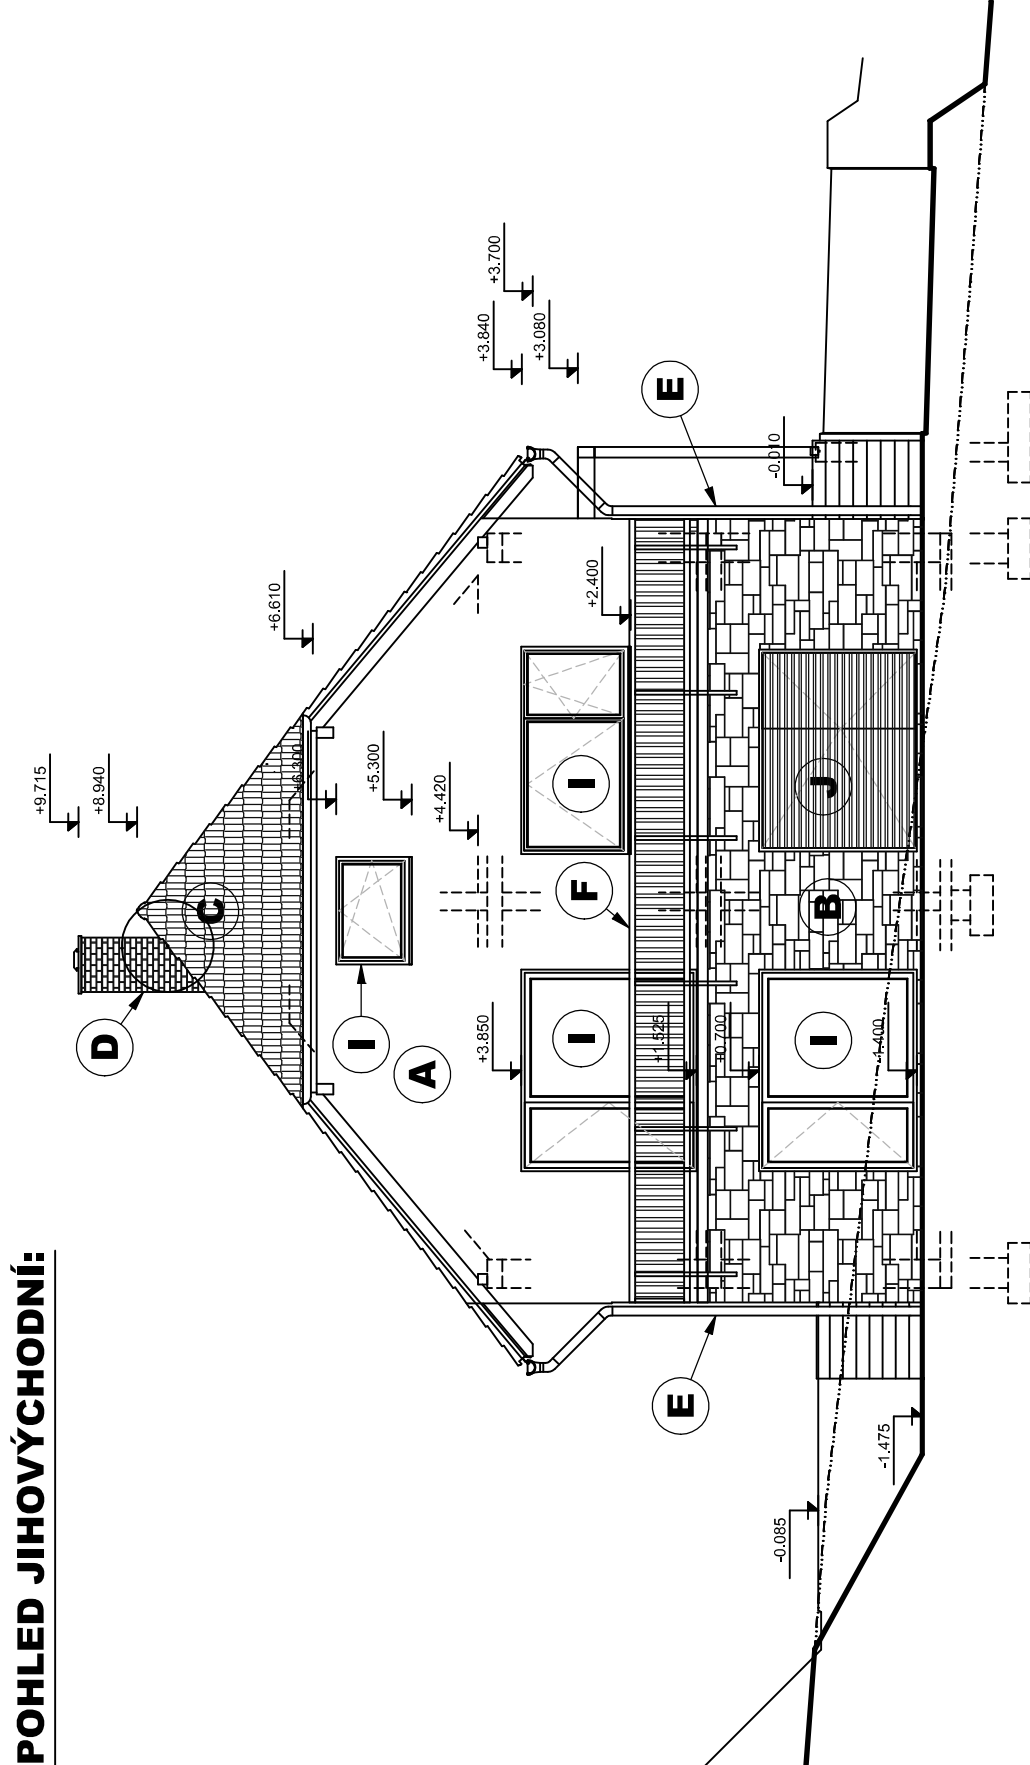 POHLED JIHOVÝCHODNÍ:
+9.715
+8.940
D
C
+6.610
+6.300
+5.300
I
A
+4.420
+3.850
+3.840
+3.700
+3.080
I
I
+2.400
F
E
E
+1.525
+0.700
-0.010
I
B
J
-1.400
-0.085
-1.475